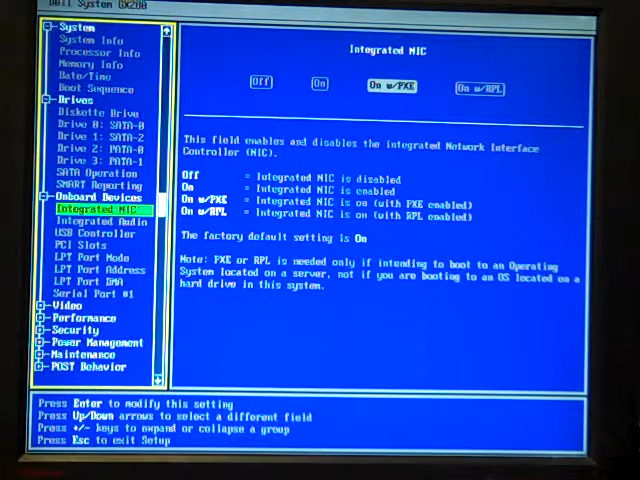 Dell System GX280
System
System Info
Processor Info
Memory Info
Date/Time
Boot Sequence
Drives
Diskette Drive
Drive 0: SATA-0
Drive 1: SATA-2
Drive 2: PATA-0
Drive 3: PATA-1
SATA Operation
SMART Reporting
Onboard Devices
Integrated NIC
Integrated Audio
USB Controller
PCI Slots
LPT Port Mode
LPT Port Address
LPT Port DMA
Serial Port #1
Video
Performance
Security
Power Management
Maintenance
POST Behavior
Integrated NIC
Off On On w/PXE On w/RPL
This field enables and disables the integrated Network Interface
Controller (NIC).
Off = Integrated NIC is disabled
On = Integrated NIC is enabled
On w/PXE = Integrated NIC is on (with PXE enabled)
On w/RPL = Integrated NIC is on (with RPL enabled)
The factory default setting is On
Note: PXE or RPL is needed only if intending to boot to an Operating
System located on a server, not if you are booting to an OS located on a
hard drive in this system.
Press Enter to modify this setting
Press Up/Down arrows to select a different field
Press +/- keys to expand or collapse a group
Press Esc to exit Setup